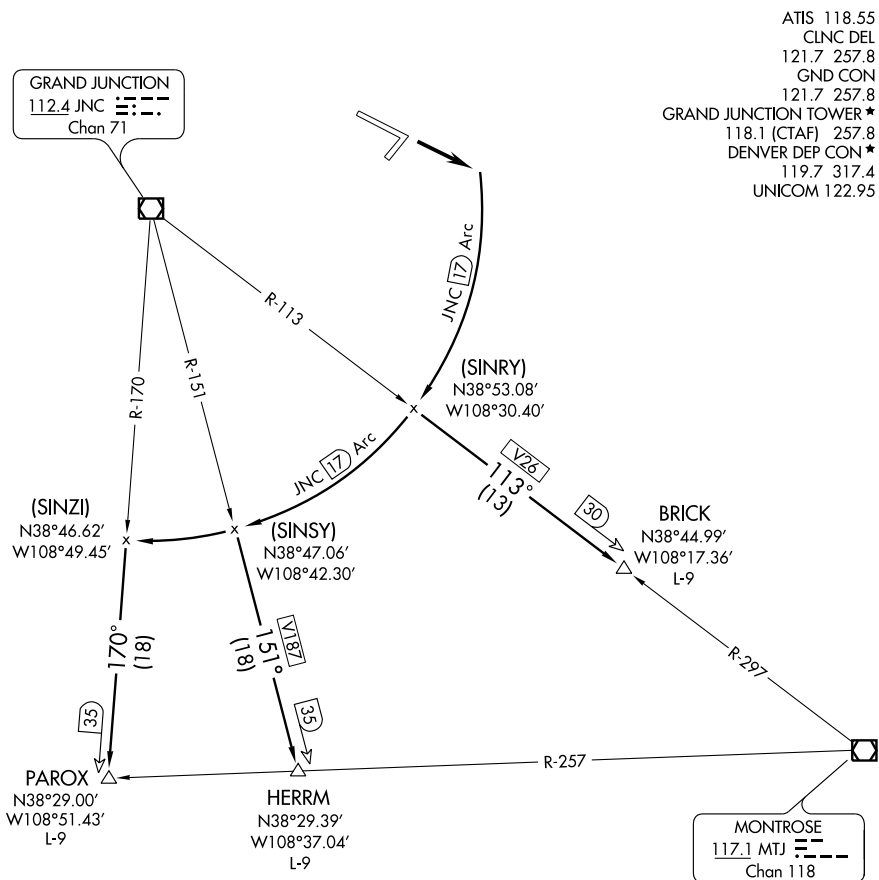 ATIS 118.55
CLNC DEL
121.7 257.8
GND CON
121.7 257.8
GRAND JUNCTION TOWER★
118.1 (CTAF) 257.8
DENVER DEP CON★
119.7 317.4
UNICOM 122.95
GRAND JUNCTION
112.4 JNC
Chan 71
JNC 17 Arc
R-113
R-151
R-170
(SINRY)
N38°53.08′
W108°30.40′
JNC 17 Arc
V26
113°
(13)
30
BRICK
N38°44.99′
W108°17.36′
L-9
(SINZI)
N38°46.62′
W108°49.45′
(SINSY)
N38°47.06′
W108°42.30′
170°
(18)
V187
151°
(18)
35
35
R-297
R-257
PAROX
N38°29.00′
W108°51.43′
L-9
HERRM
N38°29.39′
W108°37.04′
L-9
MONTROSE
117.1 MTJ
Chan 118